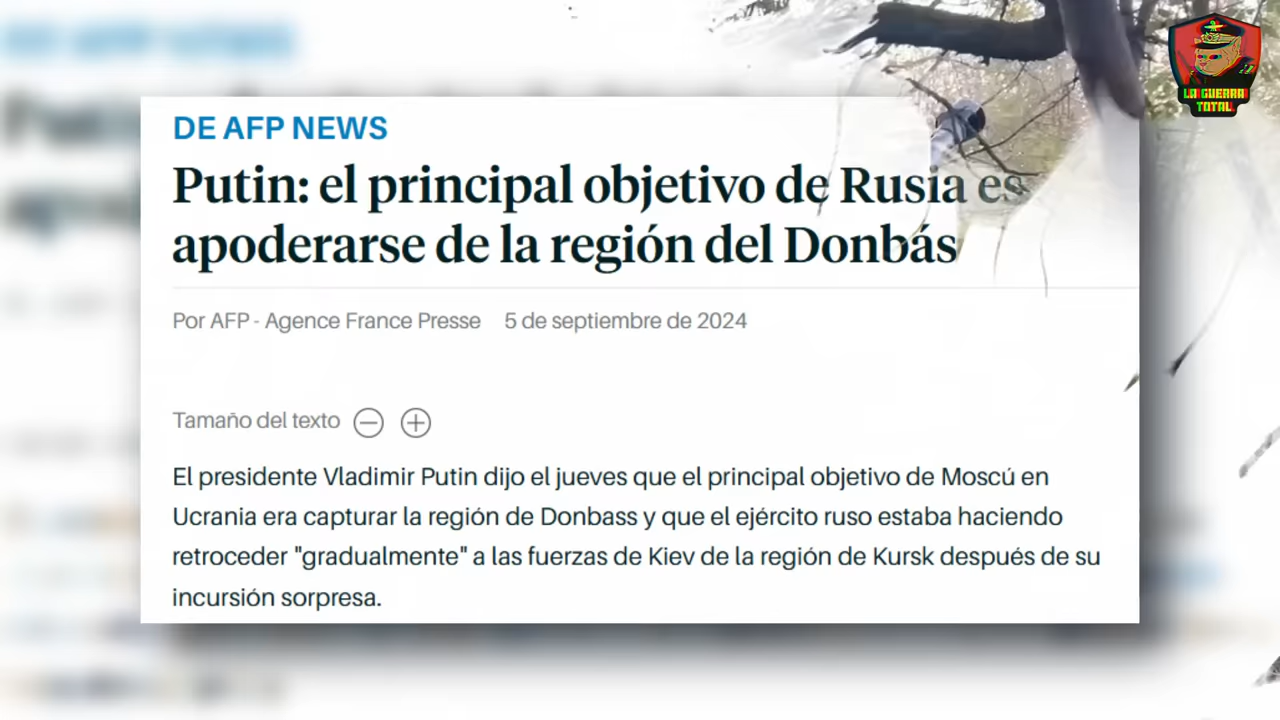 DE AFP NEWS
Putin: el principal objetivo de Rusia es
apoderarse de la región del Donbás
Por AFP - Agence France Presse 5 de septiembre de 2024
Tamaño del texto
El presidente Vladimir Putin dijo el jueves que el principal objetivo de Moscú en
Ucrania era capturar la región de Donbass y que el ejército ruso estaba haciendo
retroceder "gradualmente" a las fuerzas de Kiev de la región de Kursk después de su
incursión sorpresa.
LA GUERRA
TOTAL